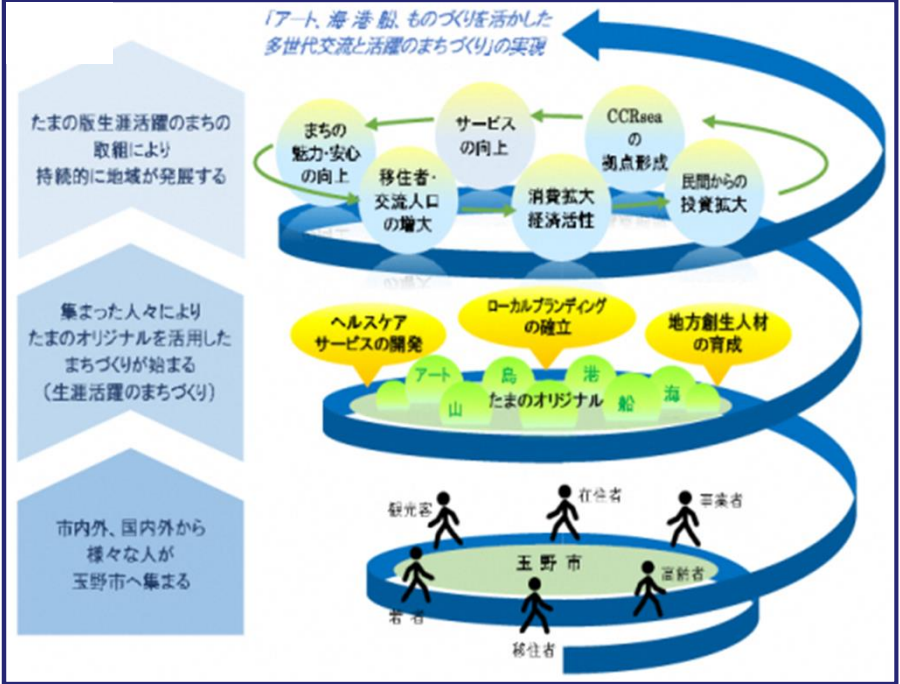 「アート、海・港・船、ものづくりを活かした
多世代交流と活躍のまちづくり」の実現
たまの版生涯活躍のまちの
取組により
持続的に地域が発展する
まちの
魅力・安心
の向上
サービス
の向上
CCRsea
の
拠点形成
移住者・
交流人口
の増大
消費拡大
経済活性
民間からの
投資拡大
集まった人々により
たまのオリジナルを活用した
まちづくりが始まる
（生涯活躍のまちづくり）
ヘルスケア
サービスの開発
ローカルブランディング
の確立
地方創生人材
の育成
アート
島
港
山
たまのオリジナル
船
海
市内外、国内外から
様々な人が
玉野市へ集まる
観光客
在住者
事業者
玉野市
高齢者
若者
移住者